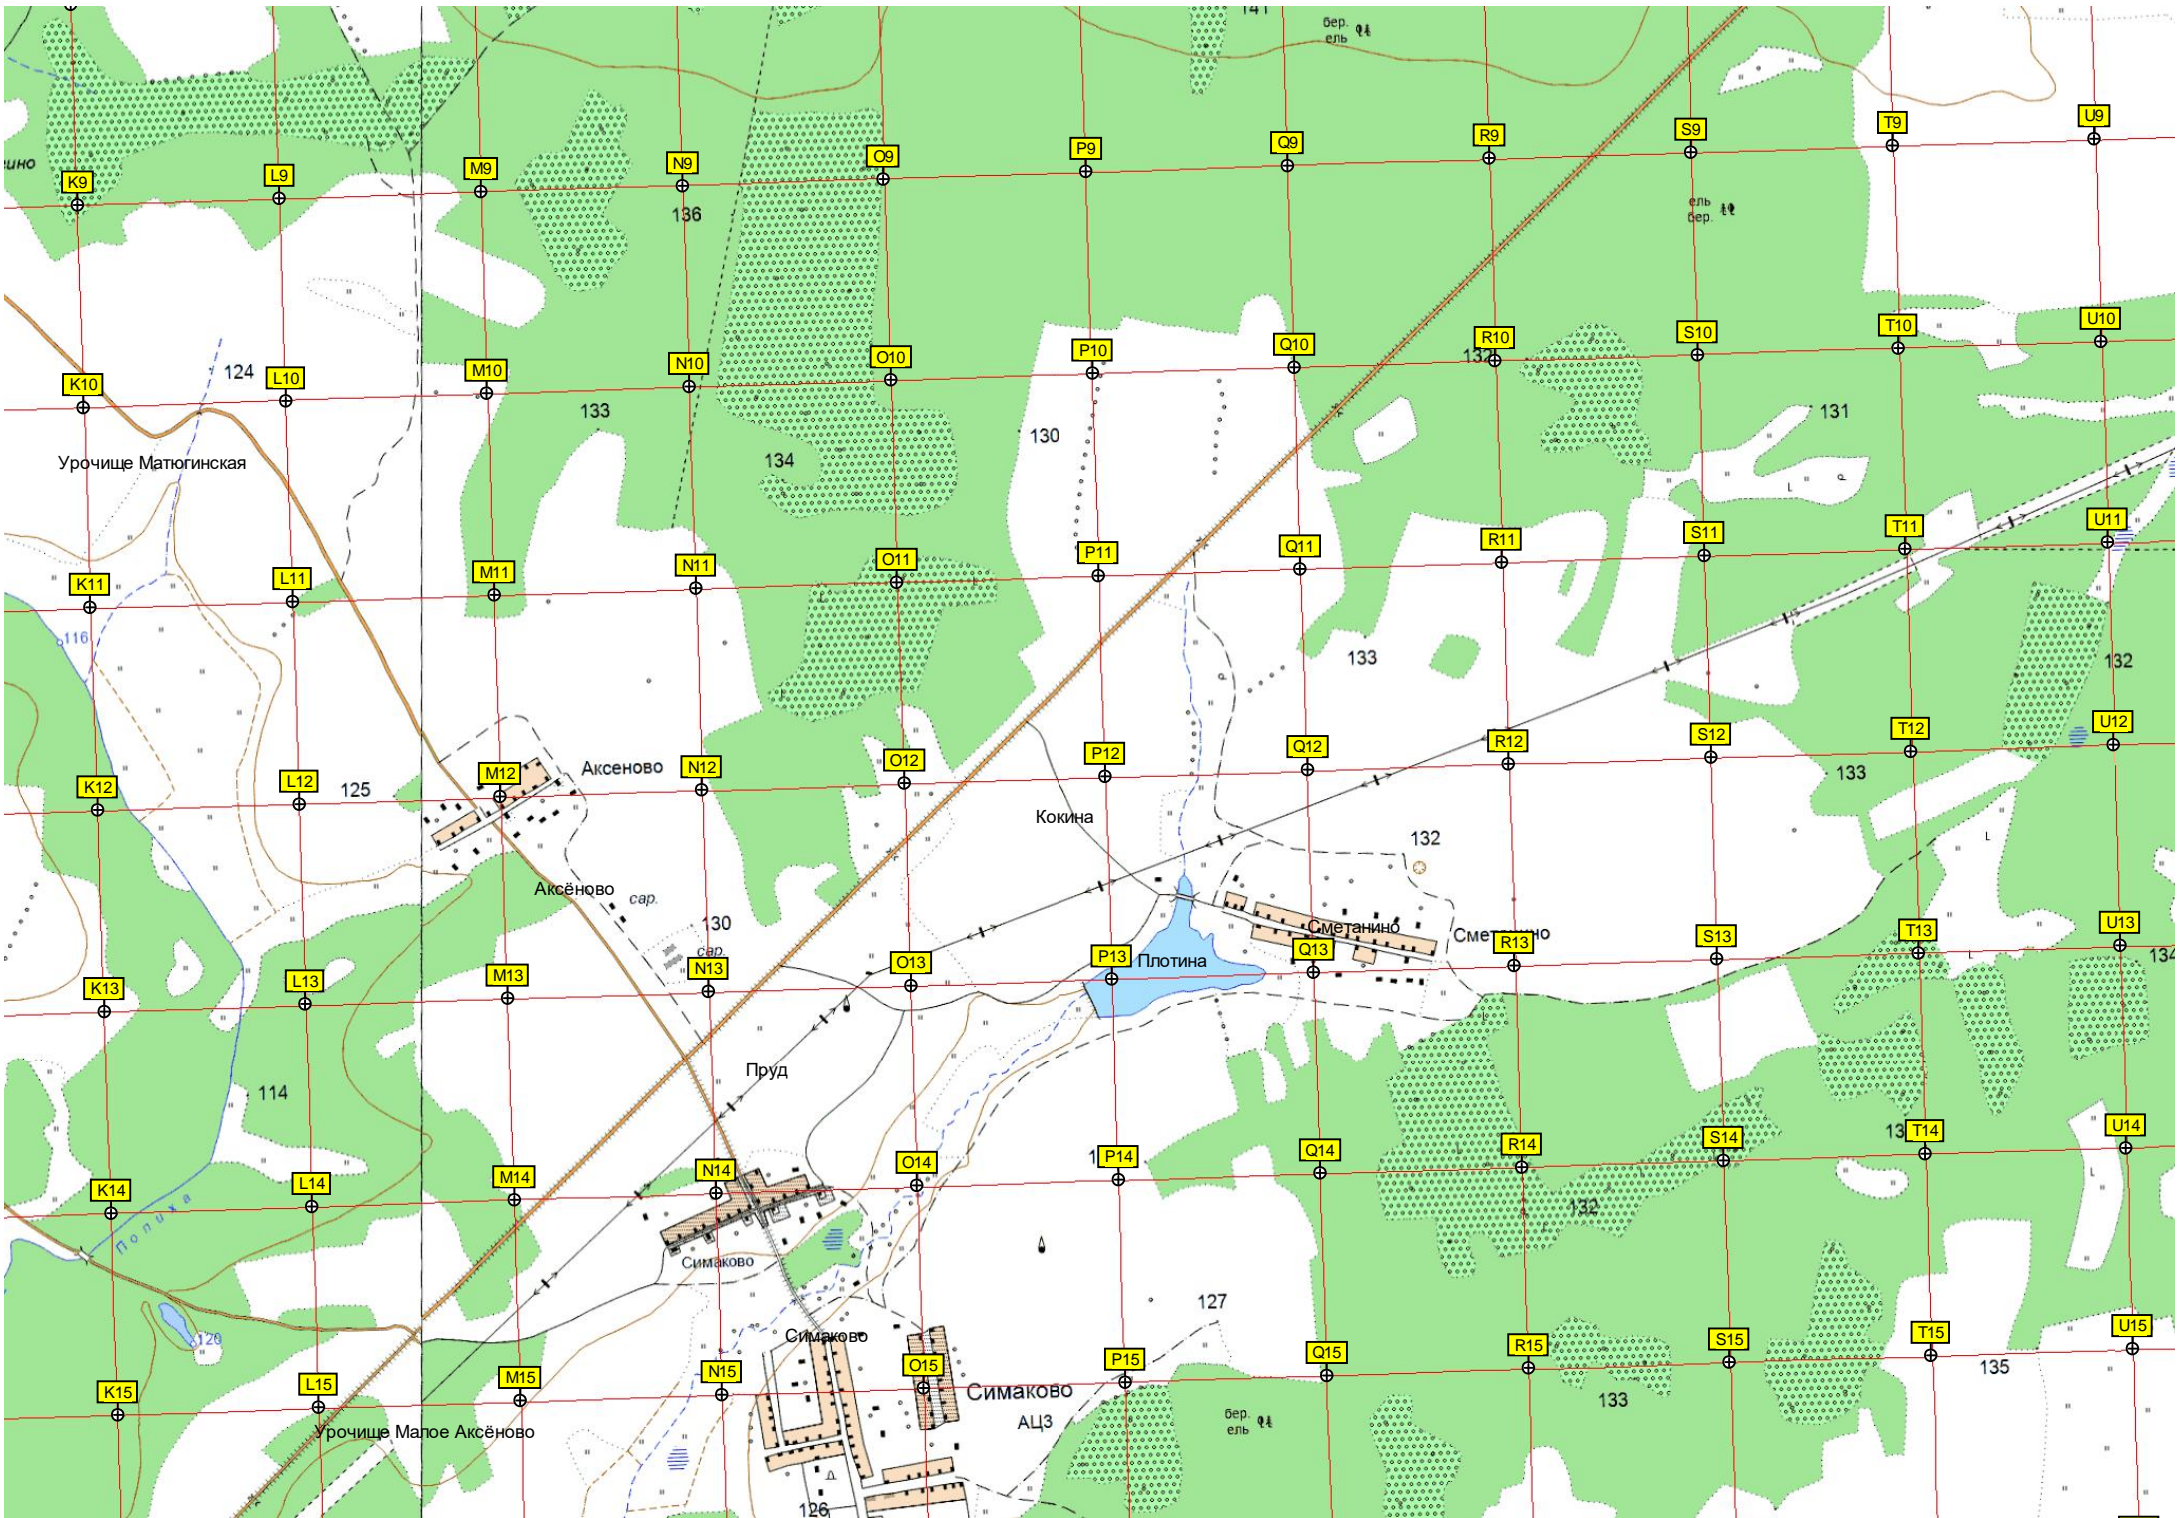 141
бер.
ель
ино
K9
L9
M9
N9
O9
P9
Q9
R9
S9
T9
U9
136
ель
бер.
K10
L10
M10
N10
O10
P10
Q10
R10
S10
T10
U10
124
133
130
132
131
134
Урочище Матюгинская
K11
L11
M11
N11
O11
P11
Q11
R11
S11
T11
U11
116
133
132
K12
L12
M12
N12
O12
P12
Q12
R12
S12
T12
U12
125
Аксеново
133
Кокина
132
Аксёново
сар.
130
сар.
Сметанино
Сметанино
Плотина
134
K13
L13
M13
N13
O13
P13
Q13
R13
S13
T13
U13
Пруд
114
K14
L14
M14
N14
O14
P14
Q14
R14
S14
T14
U14
132
Попиха
Симаково
127
120
Симаково
K15
L15
M15
N15
O15
P15
Q15
R15
S15
T15
U15
135
Симаково
АЦЗ
133
бер.
ель
Урочище Малое Аксёново
126